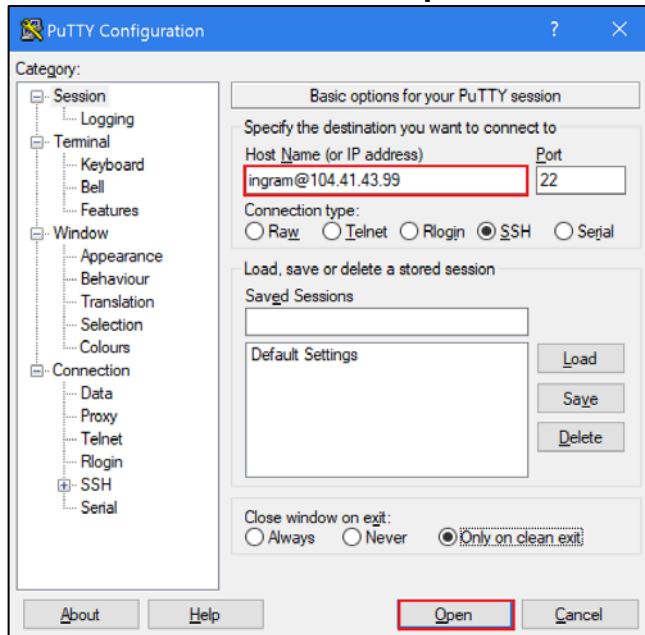 PuTTY Configuration
Category:
Session
Logging
Terminal
Keyboard
Bell
Features
Window
Appearance
Behaviour
Translation
Selection
Colours
Connection
Data
Proxy
Telnet
Rlogin
SSH
Serial
Basic options for your PuTTY session
Specify the destination you want to connect to
Host Name (or IP address) Port
ingram@104.41.43.99 22
Connection type:
Raw Telnet Rlogin SSH Serial
Load, save or delete a stored session
Saved Sessions
Default Settings
Load
Save
Delete
Close window on exit:
Always Never Only on clean exit
About Help Open Cancel